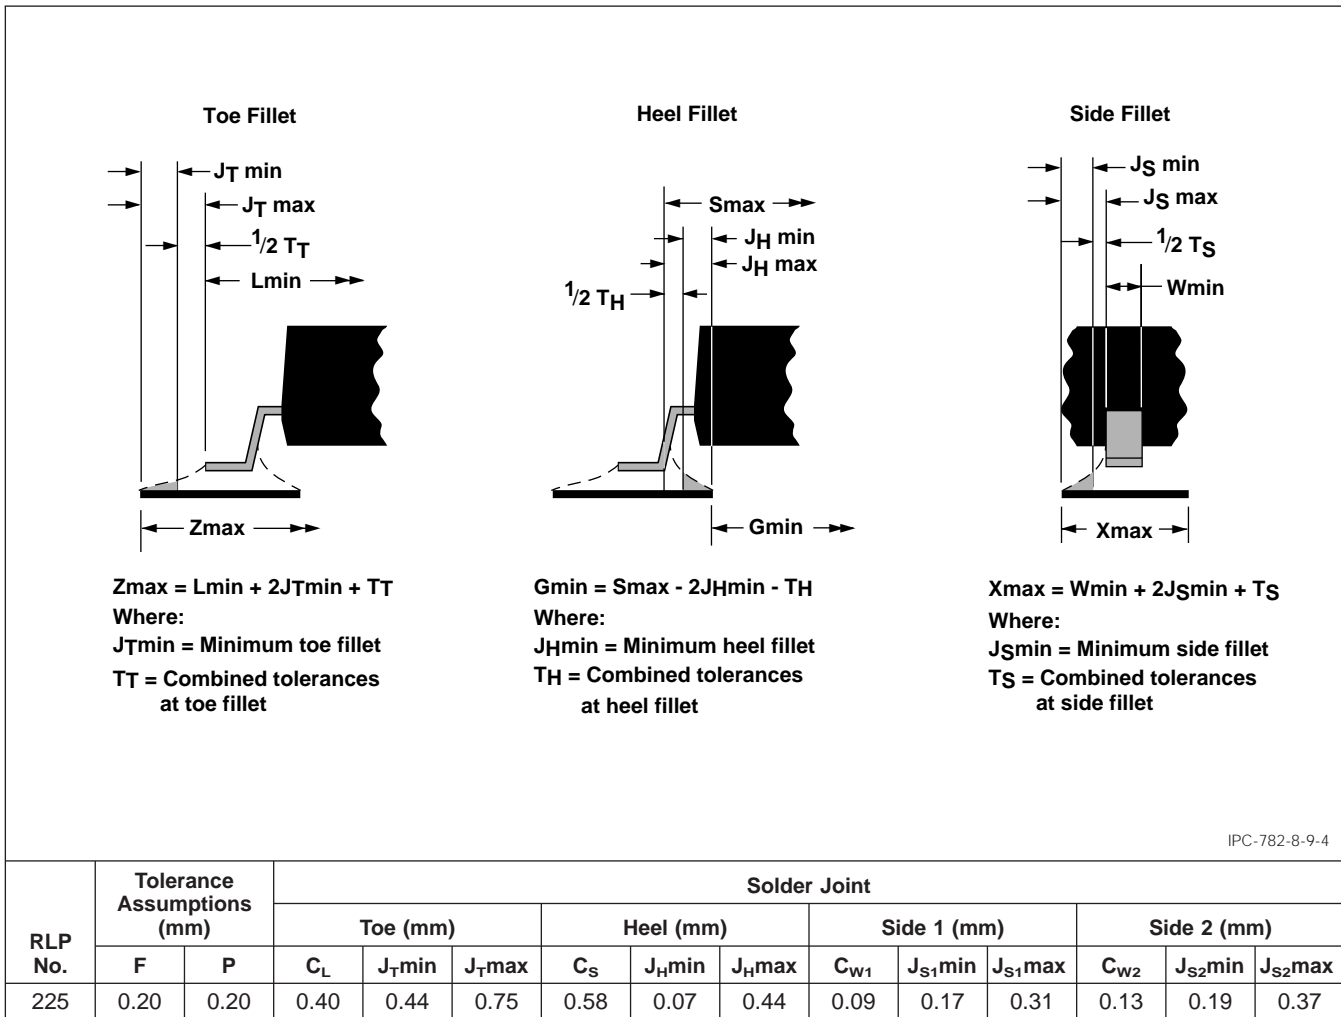 Toe Fillet
Heel Fillet
Side Fillet
JT min
JT max
1/2 TT
Lmin
Zmax
Smax
JH min
JH max
1/2 TH
Gmin
JS min
JS max
1/2 TS
Wmin
Xmax
Zmax = Lmin + 2JTmin + TT
Where:
JTmin = Minimum toe fillet
TT = Combined tolerances
at toe fillet
Gmin = Smax - 2JHmin - TH
Where:
JHmin = Minimum heel fillet
TH = Combined tolerances
at heel fillet
Xmax = Wmin + 2JSmin + TS
Where:
JSmin = Minimum side fillet
TS = Combined tolerances
at side fillet
IPC-782-8-9-4
RLP
No.
Tolerance
Assumptions
(mm)
Solder Joint
Toe (mm) Heel (mm) Side 1 (mm) Side 2 (mm)
F P CL JTmin JTmax CS JHmin JHmax CW1 JS1min JS1max CW2 JS2min JS2max
225 0.20 0.20 0.40 0.44 0.75 0.58 0.07 0.44 0.09 0.17 0.31 0.13 0.19 0.37